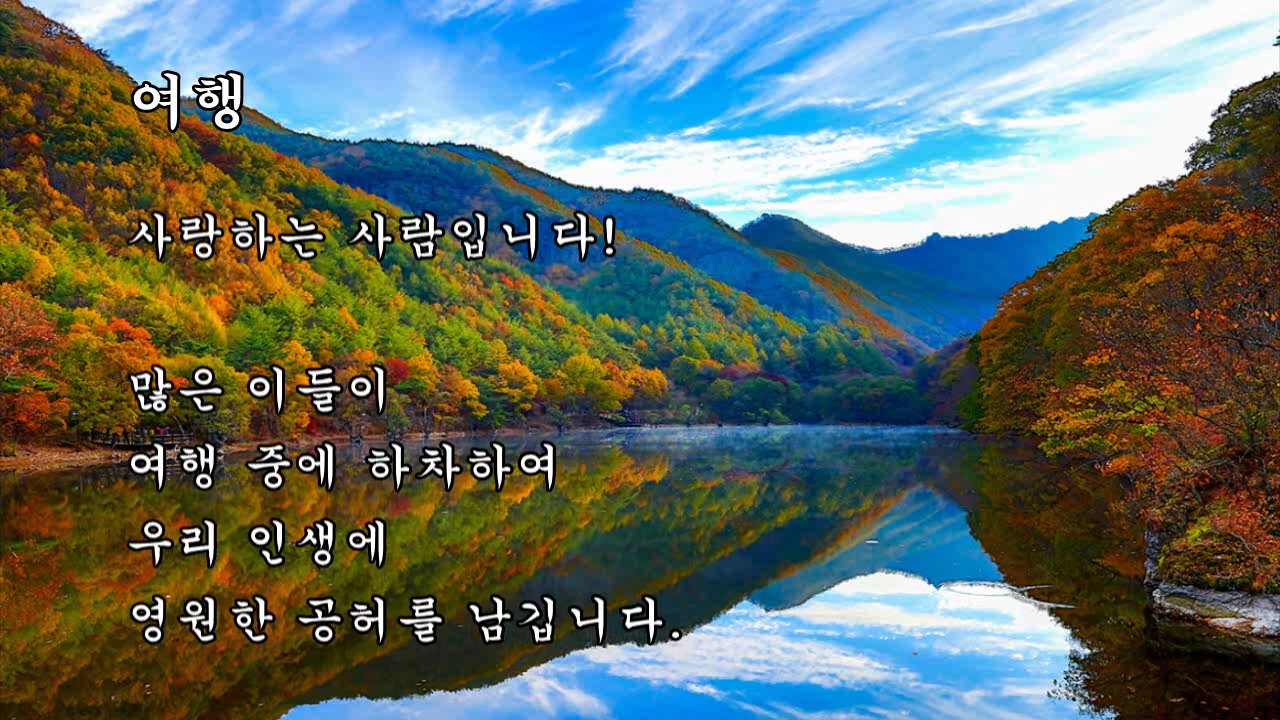 여행
사랑하는 사람입니다!
많은 이들이
여행 중에 하차하여
우리 인생에
영원한 공허를 남깁니다.